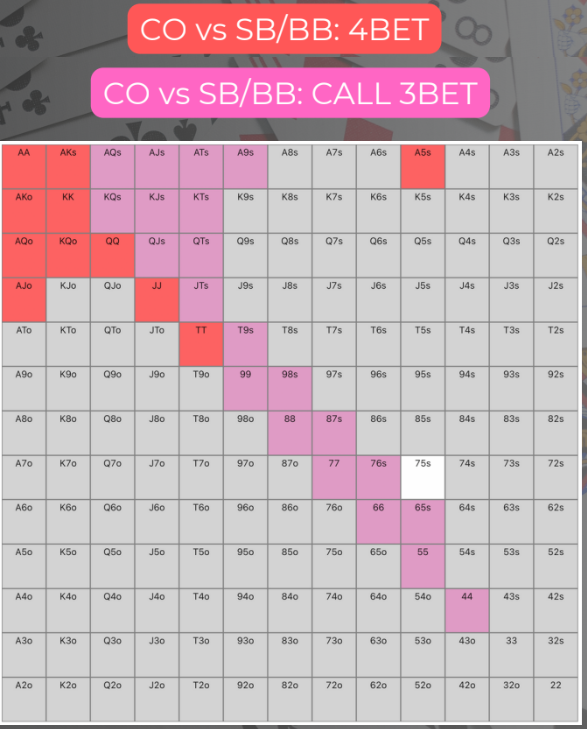 CO vs SB/BB: 4BET
CO vs SB/BB: CALL 3BET
AA AKs AQs AJs ATs A9s A8s A7s A6s A5s A4s A3s A2s
AKo KK KQs KJs KTs K9s K8s K7s K6s K5s K4s K3s K2s
AQo KQo QQ QJs QTs Q9s Q8s Q7s Q6s Q5s Q4s Q3s Q2s
AJo KJo QJo JJ JTs J9s J8s J7s J6s J5s J4s J3s J2s
ATo KTo QTo JTo TT T9s T8s T7s T6s T5s T4s T3s T2s
A9o K9o Q9o J9o T9o 99 98s 97s 96s 95s 94s 93s 92s
A8o K8o Q8o J8o T8o 98o 88 87s 86s 85s 84s 83s 82s
A7o K7o Q7o J7o T7o 97o 87o 77 76s 75s 74s 73s 72s
A6o K6o Q6o J6o T6o 96o 86o 76o 66 65s 64s 63s 62s
A5o K5o Q5o J5o T5o 95o 85o 75o 65o 55 54s 53s 52s
A4o K4o Q4o J4o T4o 94o 84o 74o 64o 54o 44 43s 42s
A3o K3o Q3o J3o T3o 93o 83o 73o 63o 53o 43o 33 32s
A2o K2o Q2o J2o T2o 92o 82o 72o 62o 52o 42o 32o 22